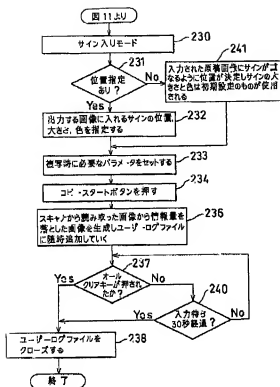 図11より
サイン入りモード
230
231
位置指定
あり?
No
Yes
241
入力された原稿画像にサインが
なるように位置が決定しサインの大
きさと色は初期設定のものが使用
される
出力する画像に入れるサインの位置、
大きさ、色を指定する
232
複写時に必要なパラメータをセットする
233
コピースタートボタンを押す
234
スキャナから読み取った画像から情報量を
落とした画像を生成しユーザーログファイル
に随時追加していく
236
237
Yes
オール
クリアキーが押され
たか?
No
240
Yes
入力待ち
30秒経過?
No
ユーザーログファイルを
クローズする
238
終了